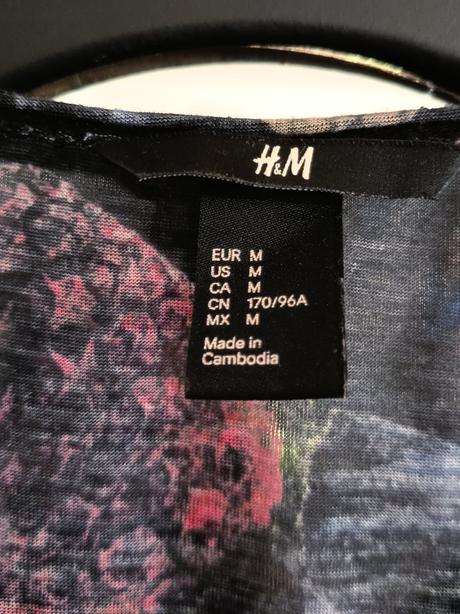 H&M
EUR M
US M
CA M
CN 170/96A
MX M
Made in
Cambodia